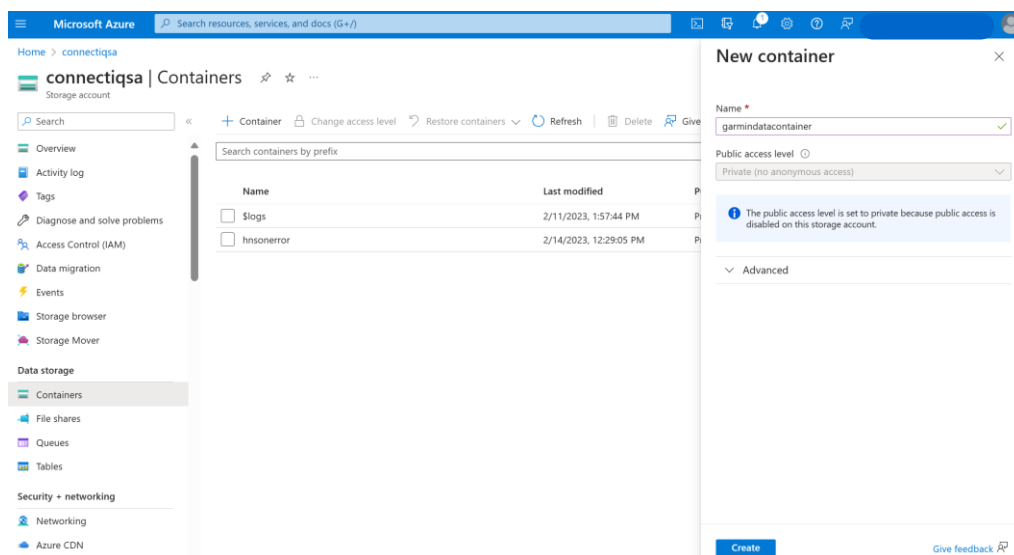 Microsoft Azure
Search resources, services, and docs (G+/)
1
Home > connectiqsa
connectiqsa | Containers
Storage account
Search
Overview
Activity log
Tags
Diagnose and solve problems
Access Control (IAM)
Data migration
Events
Storage browser
Storage Mover
Data storage
Containers
File shares
Queues
Tables
Security + networking
Networking
Azure CDN
+ Container Change access level Restore containers Refresh Delete Give
Search containers by prefix
Name Last modified P
$logs 2/11/2023, 1:57:44 PM Pr
hnsonerror 2/14/2023, 12:29:05 PM Pr
New container
Name *
garmindatacontainer
Public access level
Private (no anonymous access)
The public access level is set to private because public access is
disabled on this storage account.
Advanced
Create
Give feedback